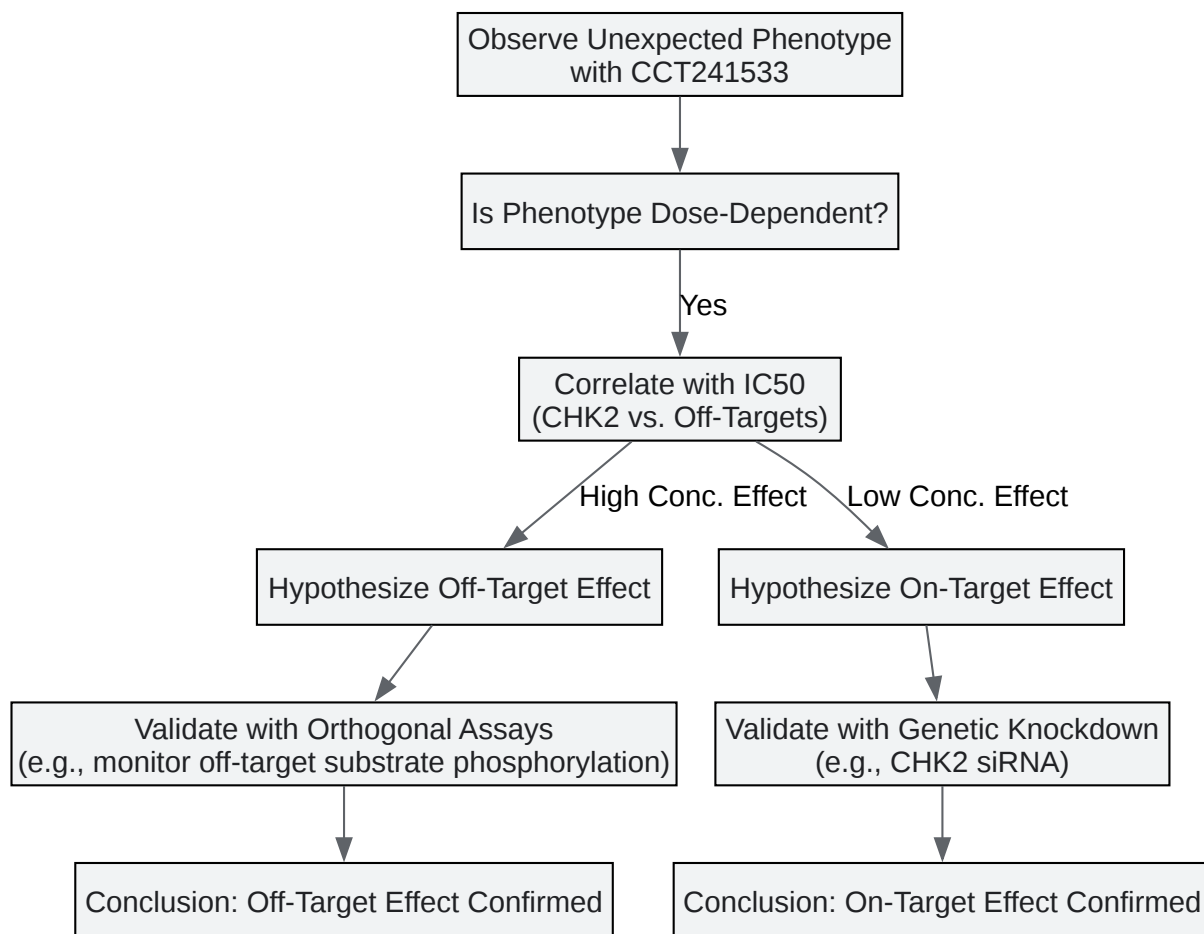 Observe Unexpected Phenotype
with CCT241533
Is Phenotype Dose-Dependent?
Yes
Correlate with IC50
(CHK2 vs. Off-Targets)
High Conc. Effect
Low Conc. Effect
Hypothesize Off-Target Effect
Hypothesize On-Target Effect
Validate with Orthogonal Assays
(e.g., monitor off-target substrate phosphorylation)
Validate with Genetic Knockdown
(e.g., CHK2 siRNA)
Conclusion: Off-Target Effect Confirmed
Conclusion: On-Target Effect Confirmed